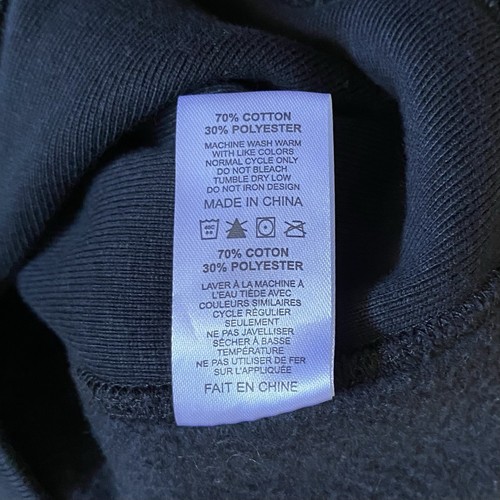 70% COTTON
30% POLYESTER
MACHINE WASH WARM
WITH LIKE COLORS
NORMAL CYCLE ONLY
DO NOT BLEACH
TUMBLE DRY LOW
DO NOT IRON DESIGN
MADE IN CHINA
40C
70% COTON
30% POLYESTER
LAVER À LA MACHINE À
L'EAU TIÈDE AVEC
COULEURS SIMILAIRES
CYCLE RÉGULIER
SEULEMENT
NE PAS JAVELLISER
SÉCHER À BASSE
TEMPÉRATURE
NE PAS UTILISER DE FER
SUR L'APPLIQUÉE
FAIT EN CHINE